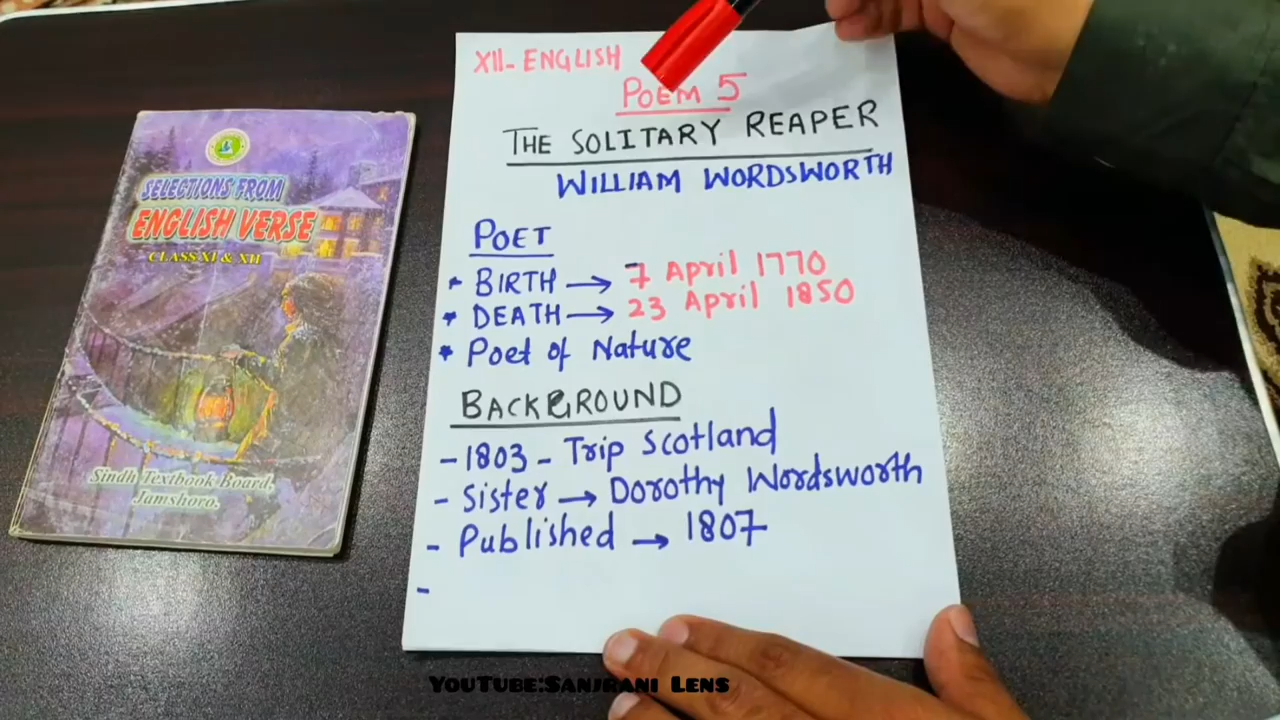 SELECTIONS FROM
ENGLISH VERSE
CLASS XI & XII
Sindh Textbook Board,
Jamshoro.
XII- ENGLISH
POEM 5
THE SOLITARY REAPER
WILLIAM WORDSWORTH
POET
* BIRTH → 7 April 1770
* DEATH → 23 April 1850
* Poet of Nature
BACKGROUND
- 1803 - Trip Scotland
- Sister → Dorothy Wordsworth
- Published → 1807
-
YouTube:Sanjrani Lens